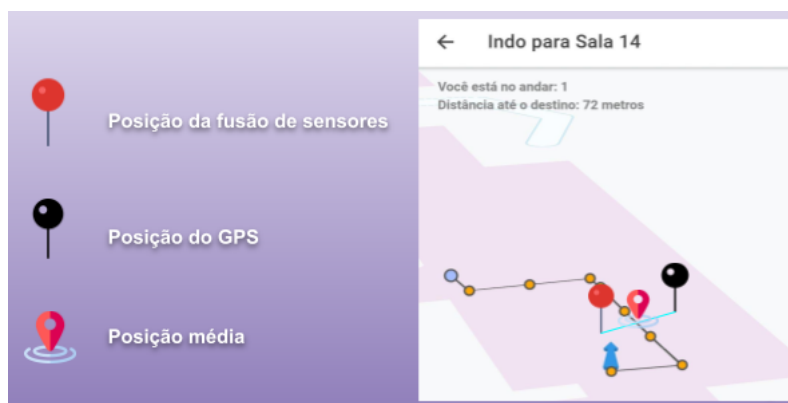 Posição da fusão de sensores
Posição do GPS
Posição média
← Indo para Sala 14
Você está no andar: 1
Distância até o destino: 72 metros